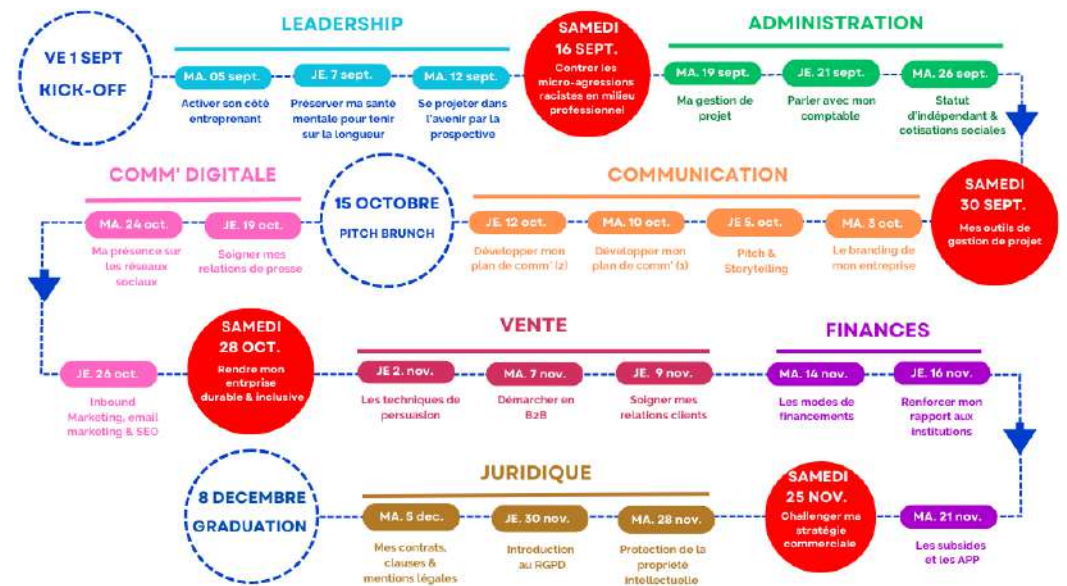 VE 1 SEPT
KICK-OFF
LEADERSHIP
MA. 05 sept.
Activer son côté
entreprenant
JE. 7 sept.
Préserver ma santé
mentale pour tenir
sur la longueur
MA. 12 sept.
Se projeter dans
l'avenir par la
prospective
SAMEDI
16 SEPT.
Contrer les
micro-agressions
racistes en milieu
professionnel
ADMINISTRATION
MA. 19 sept.
Ma gestion de
projet
JE. 21 sept.
Parler avec mon
comptable
MA. 26 sept.
Statut
d'indépendant &
cotisations sociales
SAMEDI
30 SEPT.
Mes outils de
gestion de projet
COMMUNICATION
MA. 3 oct.
Le branding de
mon entreprise
JE 5. oct.
Pitch &
Storytelling
MA. 10 oct.
Développer mon
plan de comm' (1)
JE. 12 oct.
Développer mon
plan de comm' (2)
15 OCTOBRE
PITCH BRUNCH
COMM' DIGITALE
JE. 19 oct.
Soigner mes
relations de presse
MA. 24 oct.
Ma présence sur
les réseaux
sociaux
JE. 26 oct.
Inbound
Marketing, email
marketing & SEO
SAMEDI
28 OCT.
Rendre mon
entrprise
durable & inclusive
VENTE
JE 2. nov.
Les techniques de
persuasion
MA. 7 nov.
Démarcher en
B2B
JE. 9 nov.
Soigner mes
relations clients
FINANCES
MA. 14 nov.
Les modes de
financements
JE. 16 nov.
Renforcer mon
rapport aux
institutions
MA. 21 nov.
Les subsides
et les APP
SAMEDI
25 NOV.
Challenger ma
stratégie
commerciale
JURIDIQUE
MA. 28 nov.
Protection de la
propriété
intellectuelle
JE. 30 nov.
Introduction
au RGPD
MA. 5 dec.
Mes contrats,
clauses &
mentions légales
8 DECEMBRE
GRADUATION